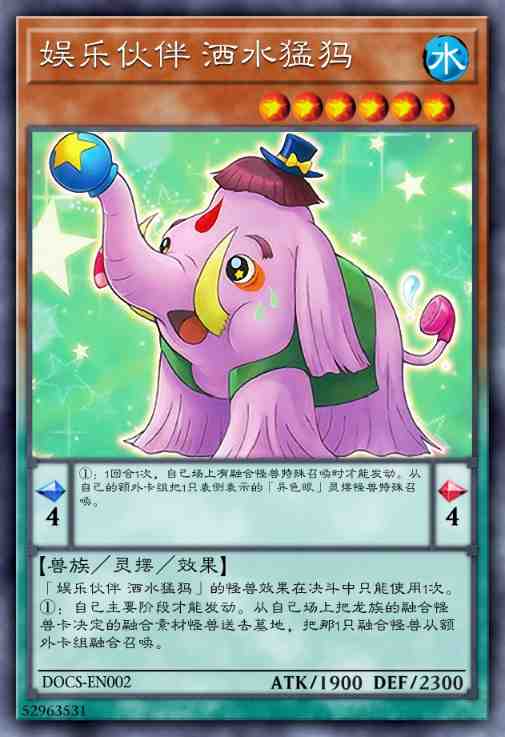 娱乐伙伴 洒水猛犸
水
①：1回合1次，自己场上有融合怪兽特殊召唤时才能发动。从
自己的额外卡组把1只表侧表示的「异色眼」灵摆怪兽特殊召
唤。
4
4
【兽族／灵摆／效果】
「娱乐伙伴 洒水猛犸」的怪兽效果在决斗中只能使用1次。
①：自己主要阶段才能发动。从自己场上把龙族的融合怪
兽卡决定的融合素材怪兽送去墓地，把那1只融合怪兽从额
外卡组融合召唤。
DOCS-EN002
ATK/1900 DEF/2300
52963531